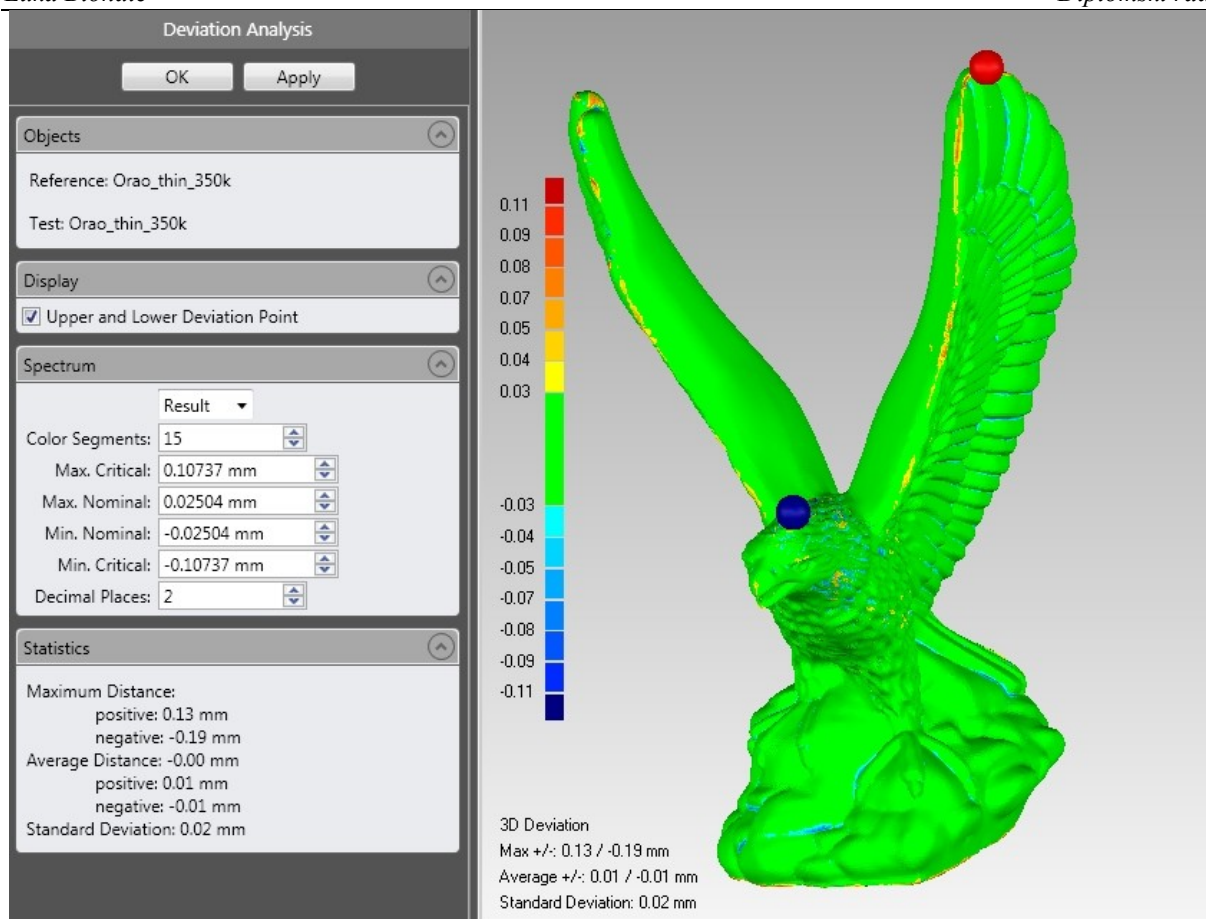 Deviation Analysis
OK Apply
Objects
Reference: Orao_thin_350k
Test: Orao_thin_350k
Display
Upper and Lower Deviation Point
Spectrum
Result
Color Segments: 15
Max. Critical: 0.10737 mm
Max. Nominal: 0.02504 mm
Min. Nominal: -0.02504 mm
Min. Critical: -0.10737 mm
Decimal Places: 2
Statistics
Maximum Distance:
positive: 0.13 mm
negative: -0.19 mm
Average Distance: -0.00 mm
positive: 0.01 mm
negative: -0.01 mm
Standard Deviation: 0.02 mm
0.11
0.09
0.08
0.07
0.05
0.04
0.03
-0.03
-0.04
-0.05
-0.07
-0.08
-0.09
-0.11
3D Deviation
Max +/-: 0.13 / -0.19 mm
Average +/-: 0.01 / -0.01 mm
Standard Deviation: 0.02 mm